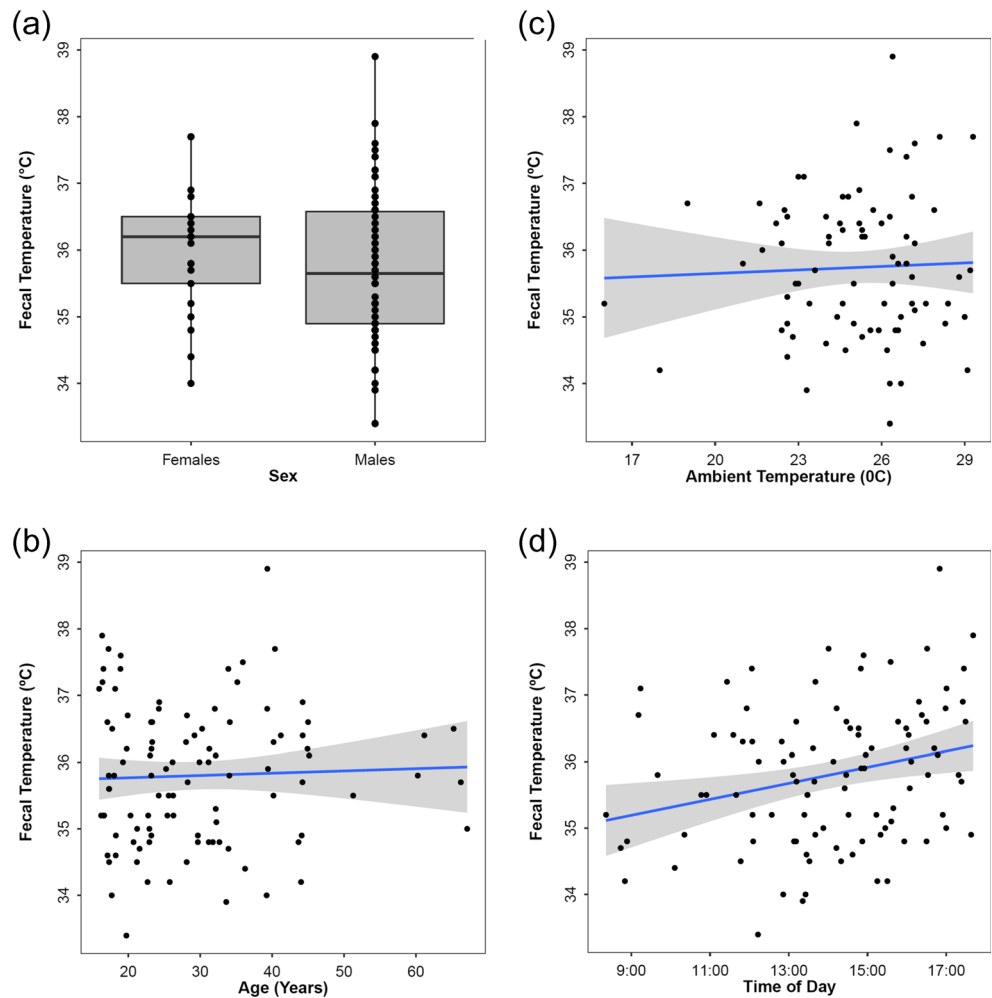 (a)
Fecal Temperature (ºC)
39
38
37
36
35
34
Females
Males
Sex
(c)
Fecal Temperature (ºC)
39
38
37
36
35
34
17
20
23
26
29
Ambient Temperature (0C)
(b)
Fecal Temperature (ºC)
39
38
37
36
35
34
20
30
40
50
60
Age (Years)
(d)
Fecal Temperature (ºC)
39
38
37
36
35
34
9:00
11:00
13:00
15:00
17:00
Time of Day